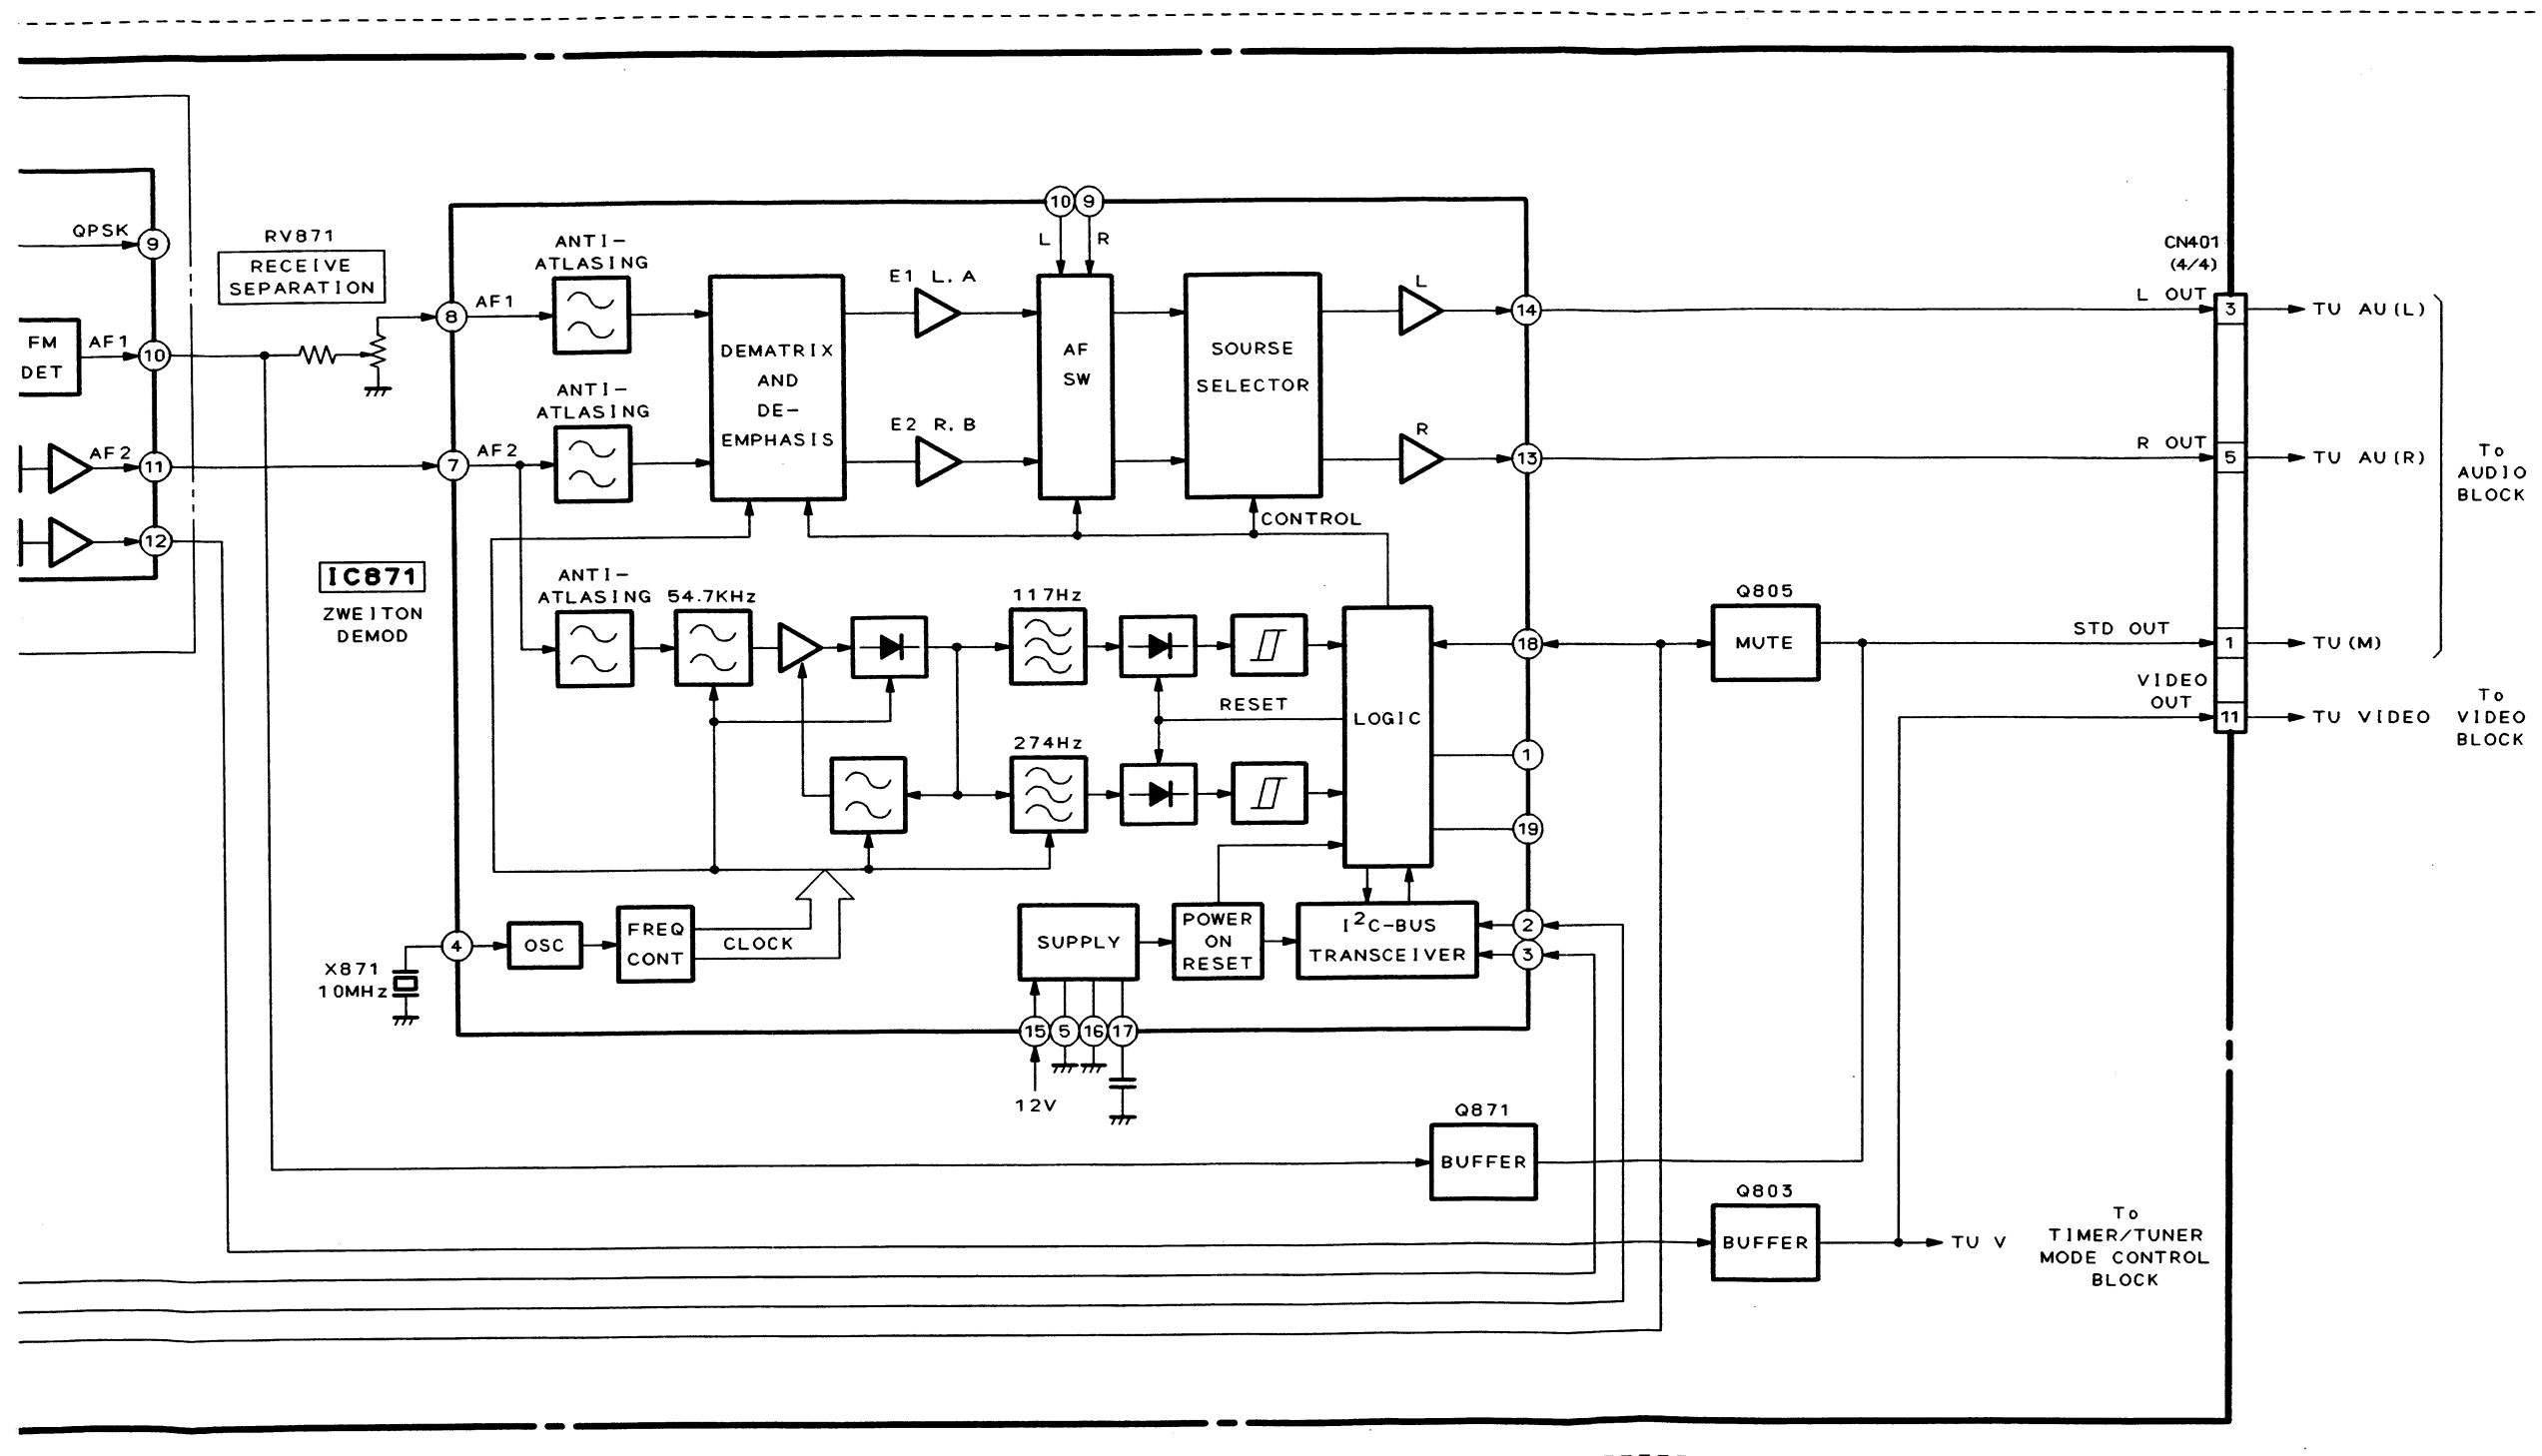 QPSK
9
FM
DET
AF1
10
AF2
11
12
RV871
RECEIVE
SEPARATION
IC871
ZWEITON
DEMOD
8
AF1
7
AF2
ANTI-
ATLASING
ANTI-
ATLASING
DEMATRIX
AND
DE-
EMPHASIS
E1 L.A
E2 R.B
10
9
L
R
AF
SW
SOURSE
SELECTOR
L
R
14
13
CONTROL
ANTI-
ATLASING
54.7KHz
117Hz
274Hz
RESET
LOGIC
18
1
19
X871
10MHz
4
OSC
FREQ
CONT
CLOCK
SUPPLY
POWER
ON
RESET
I2C-BUS
TRANSCEIVER
2
3
15
5
16
17
12V
Q805
MUTE
Q871
BUFFER
Q803
BUFFER
TU V
To
TIMER/TUNER
MODE CONTROL
BLOCK
CN401
(4/4)
L OUT
3
TU AU(L)
R OUT
5
TU AU(R)
To
AUDIO
BLOCK
STD OUT
1
TU(M)
VIDEO
OUT
11
TU VIDEO
To
VIDEO
BLOCK